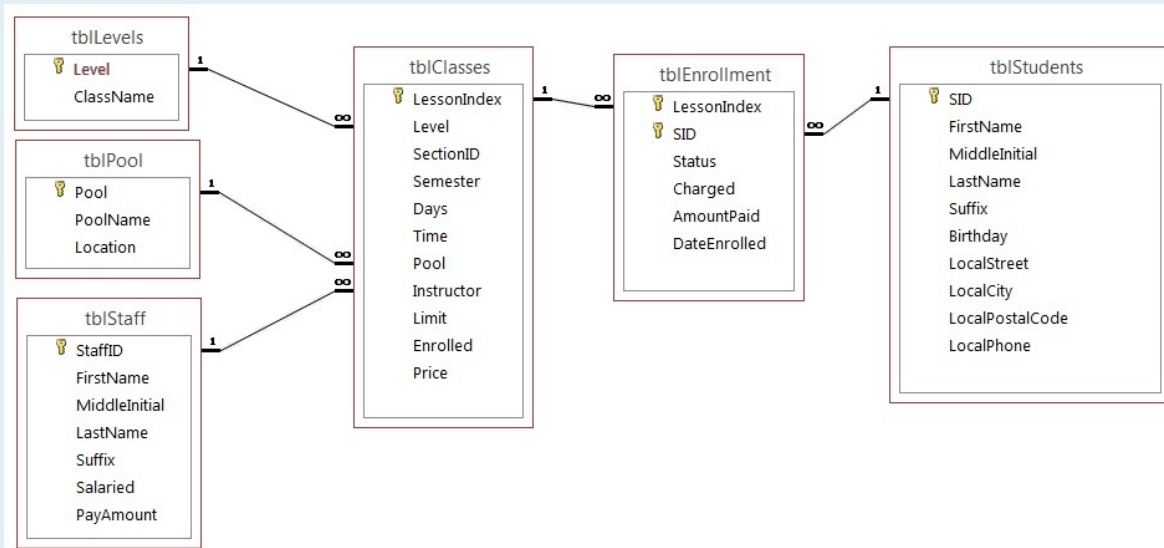 tblLevels
Level
ClassName
1
∞
tblPool
Pool
PoolName
Location
1
∞
tblStaff
StaffID
FirstName
MiddleInitial
LastName
Suffix
Salaried
PayAmount
1
∞
tblClasses
LessonIndex
Level
SectionID
Semester
Days
Time
Pool
Instructor
Limit
Enrolled
Price
1
∞
tblEnrollment
LessonIndex
SID
Status
Charged
AmountPaid
DateEnrolled
∞
1
tblStudents
SID
FirstName
MiddleInitial
LastName
Suffix
Birthday
LocalStreet
LocalCity
LocalPostalCode
LocalPhone